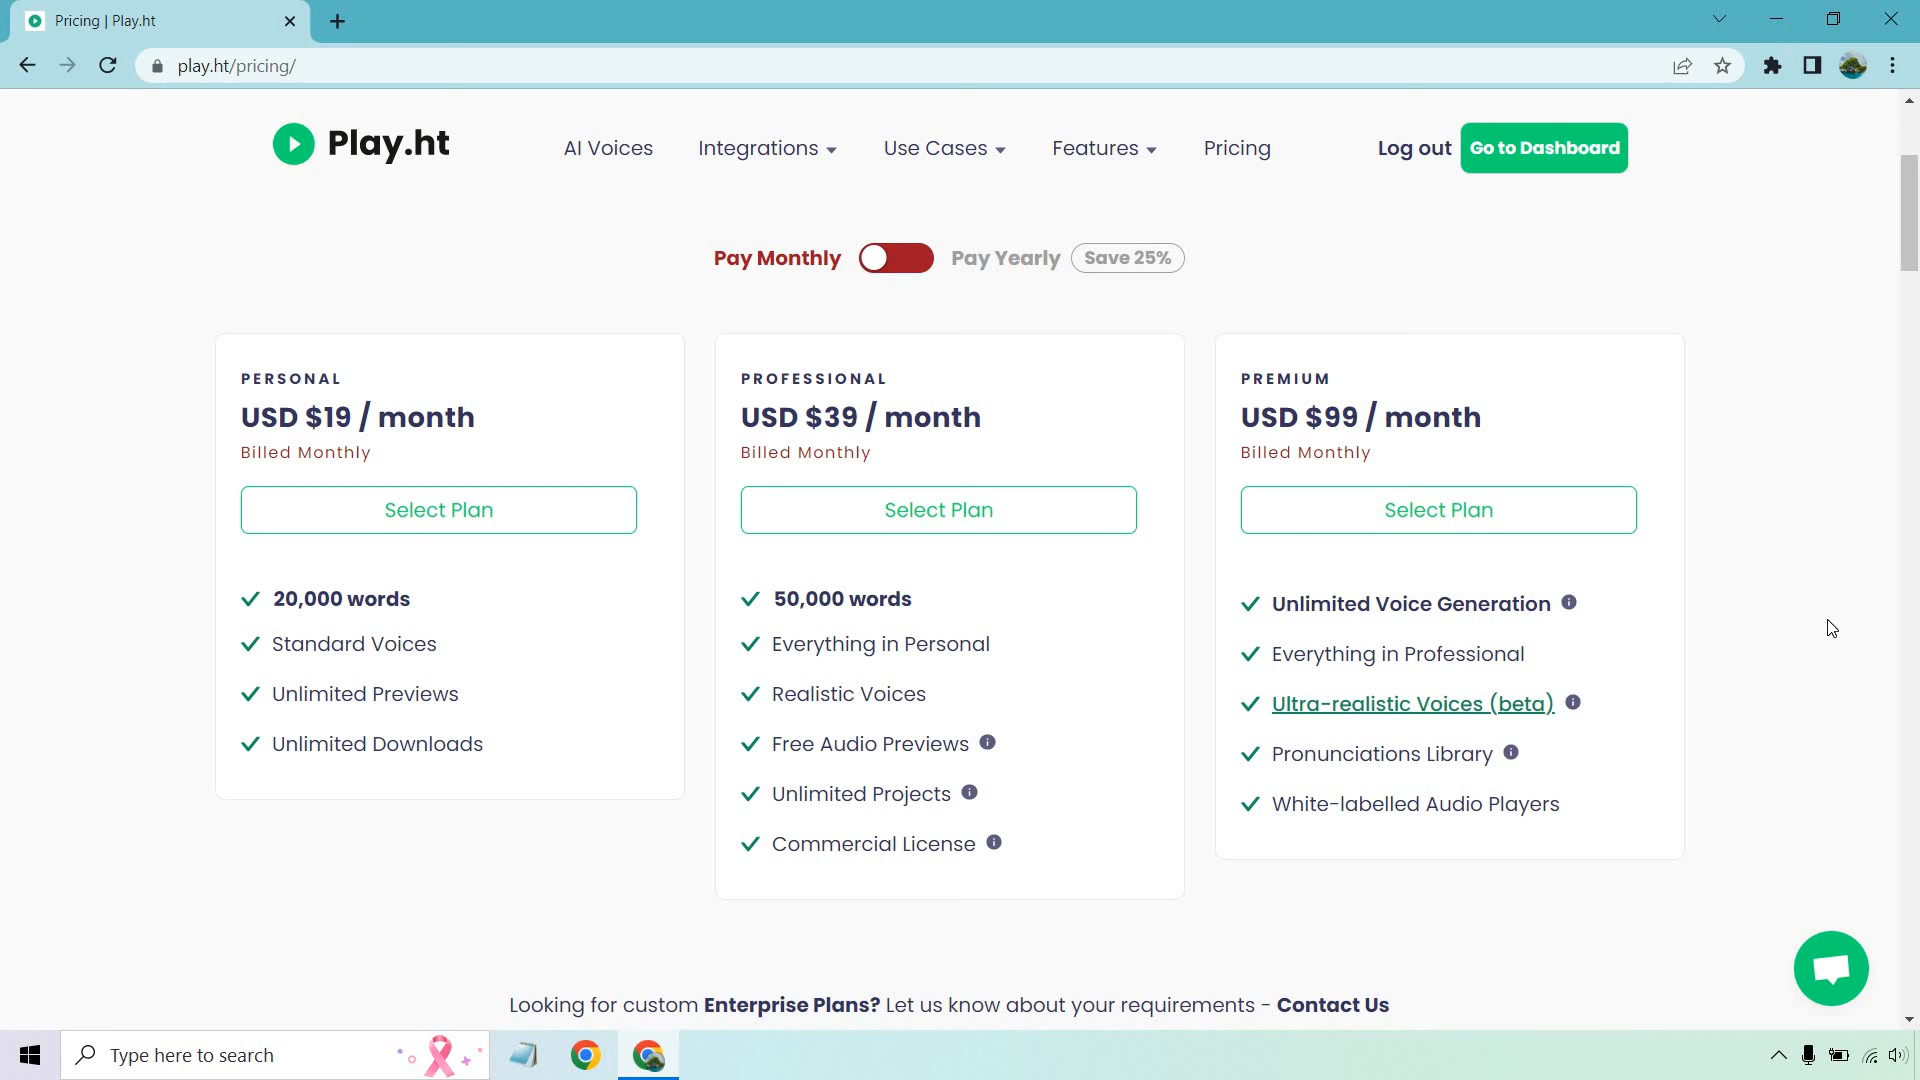 Pricing | Play.ht
play.ht/pricing/
Play.ht
AI Voices Integrations Use Cases Features Pricing Log out Go to Dashboard
Pay Monthly Pay Yearly Save 25%
PERSONAL
USD $19 / month
Billed Monthly
Select Plan
20,000 words
Standard Voices
Unlimited Previews
Unlimited Downloads
PROFESSIONAL
USD $39 / month
Billed Monthly
Select Plan
50,000 words
Everything in Personal
Realistic Voices
Free Audio Previews
Unlimited Projects
Commercial License
PREMIUM
USD $99 / month
Billed Monthly
Select Plan
Unlimited Voice Generation
Everything in Professional
Ultra-realistic Voices (beta)
Pronunciations Library
White-labelled Audio Players
Looking for custom Enterprise Plans? Let us know about your requirements - Contact Us
Type here to search